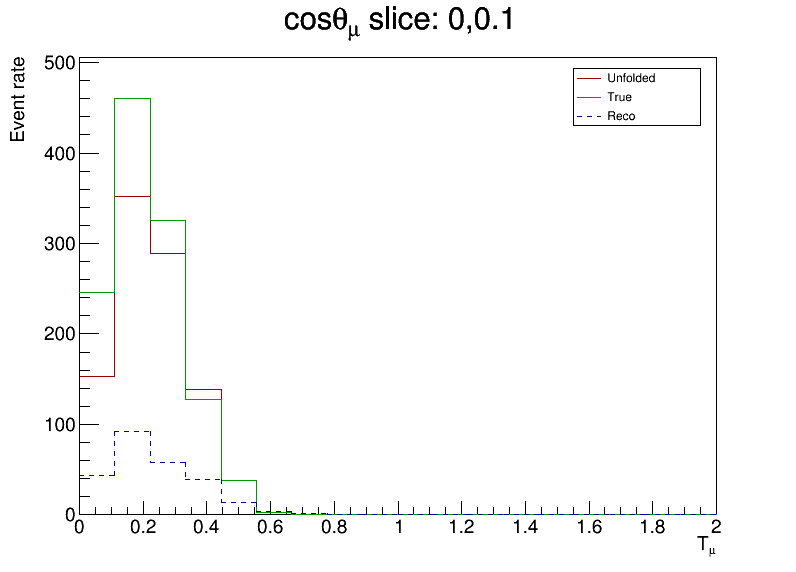 cosθμ slice: 0,0.1
Event rate
500
400
300
200
100
0
Unfolded
True
Reco
0 0.2 0.4 0.6 0.8 1 1.2 1.4 1.6 1.8 2
Tμ